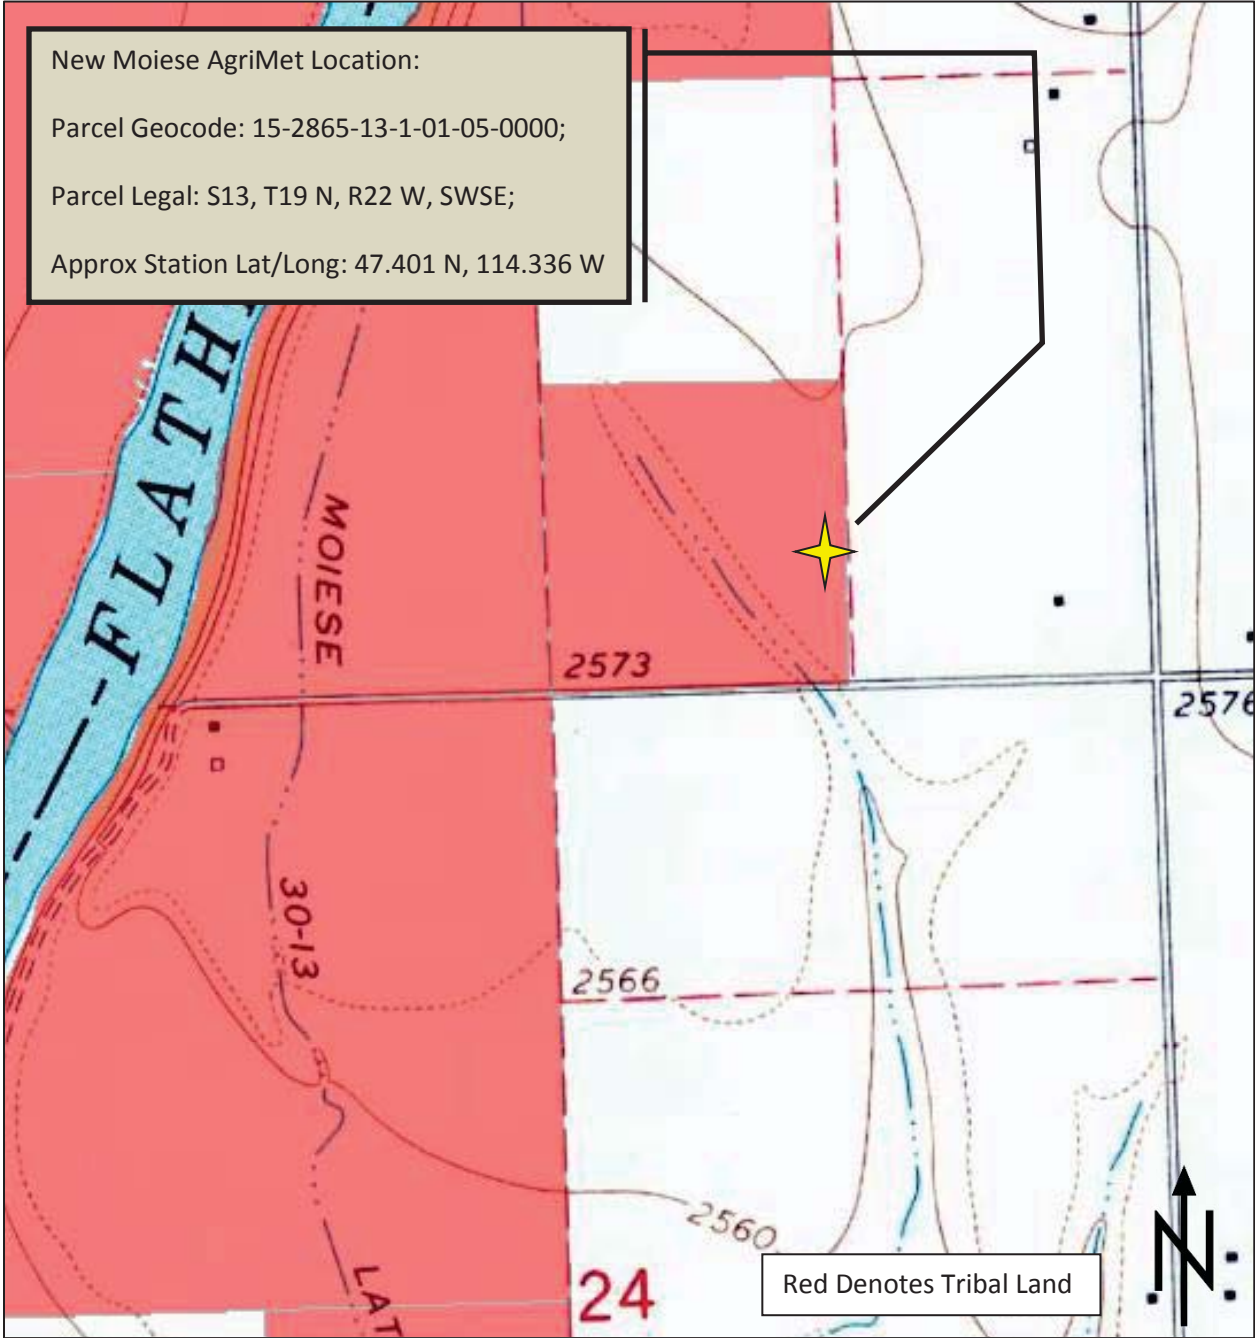 New Moiese AgriMet Location:
Parcel Geocode: 15-2865-13-1-01-05-0000;
Parcel Legal: S13, T19 N, R22 W, SWSE;
Approx Station Lat/Long: 47.401 N, 114.336 W
FLATH
MOIESE
2573
2576
30-13
2566
2560
LAT
24
Red Denotes Tribal Land
N